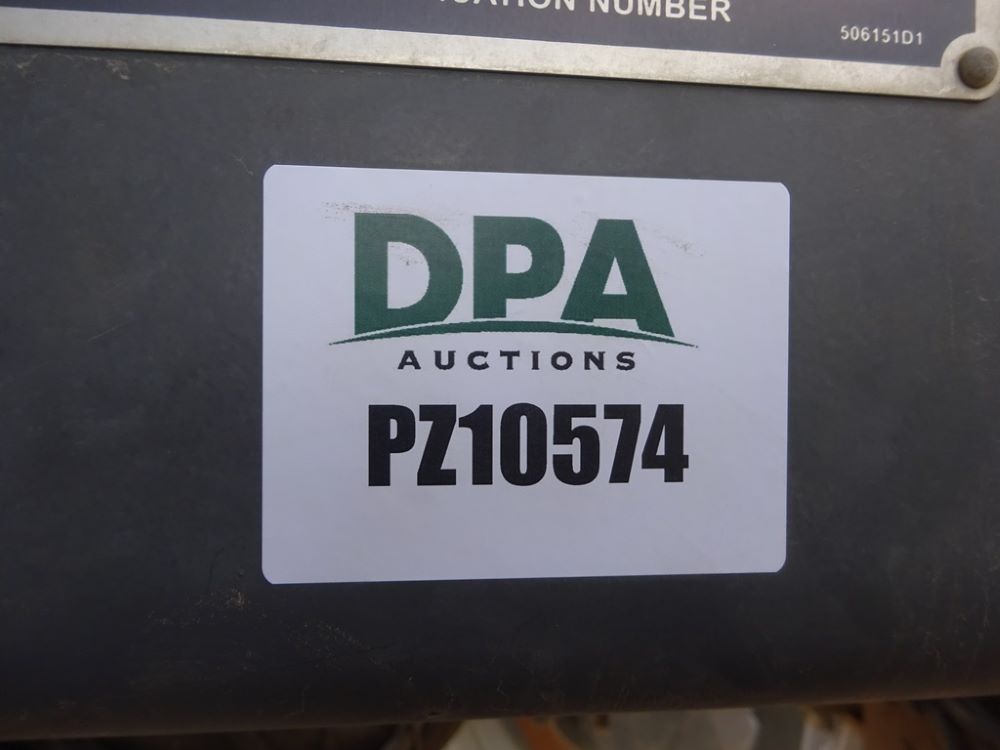 NUMBER
506151D1
DPA
AUCTIONS
PZ10574